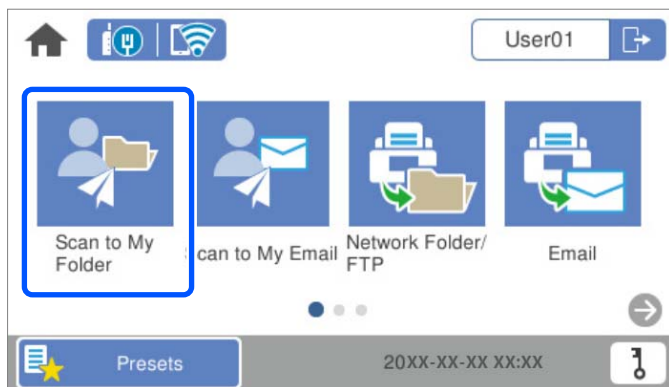 User01
Scan to My
Folder
can to My Email
Network Folder/
FTP
Email
Presets
20XX-XX-XX XX:XX